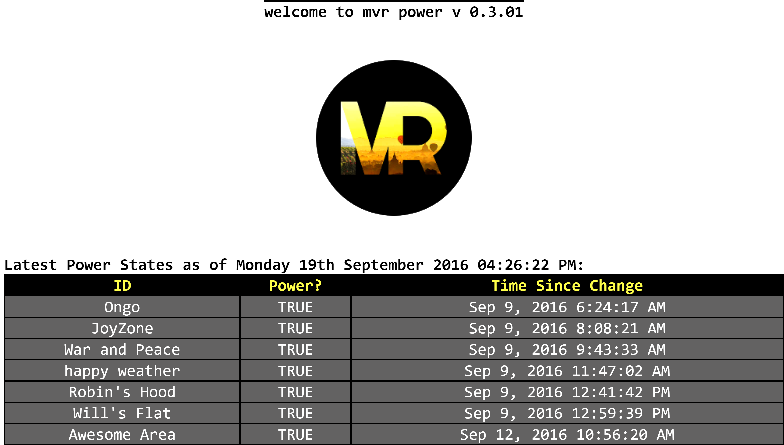 welcome to mvr power v 0.3.01
MVR
Latest Power States as of Monday 19th September 2016 04:26:22 PM:
ID Power? Time Since Change
Ongo TRUE Sep 9, 2016 6:24:17 AM
JoyZone TRUE Sep 9, 2016 8:08:21 AM
War and Peace TRUE Sep 9, 2016 9:43:33 AM
happy weather TRUE Sep 9, 2016 11:47:02 AM
Robin's Hood TRUE Sep 9, 2016 12:41:42 PM
Will's Flat TRUE Sep 9, 2016 12:59:39 PM
Awesome Area TRUE Sep 12, 2016 10:56:20 AM